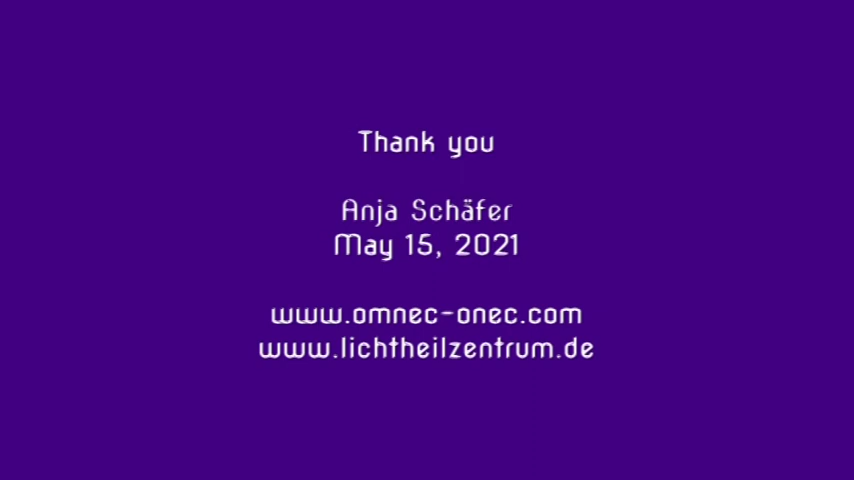 Thank you
Anja Schäfer
May 15, 2021
www.omnec-onec.com
www.lichtheilzentrum.de